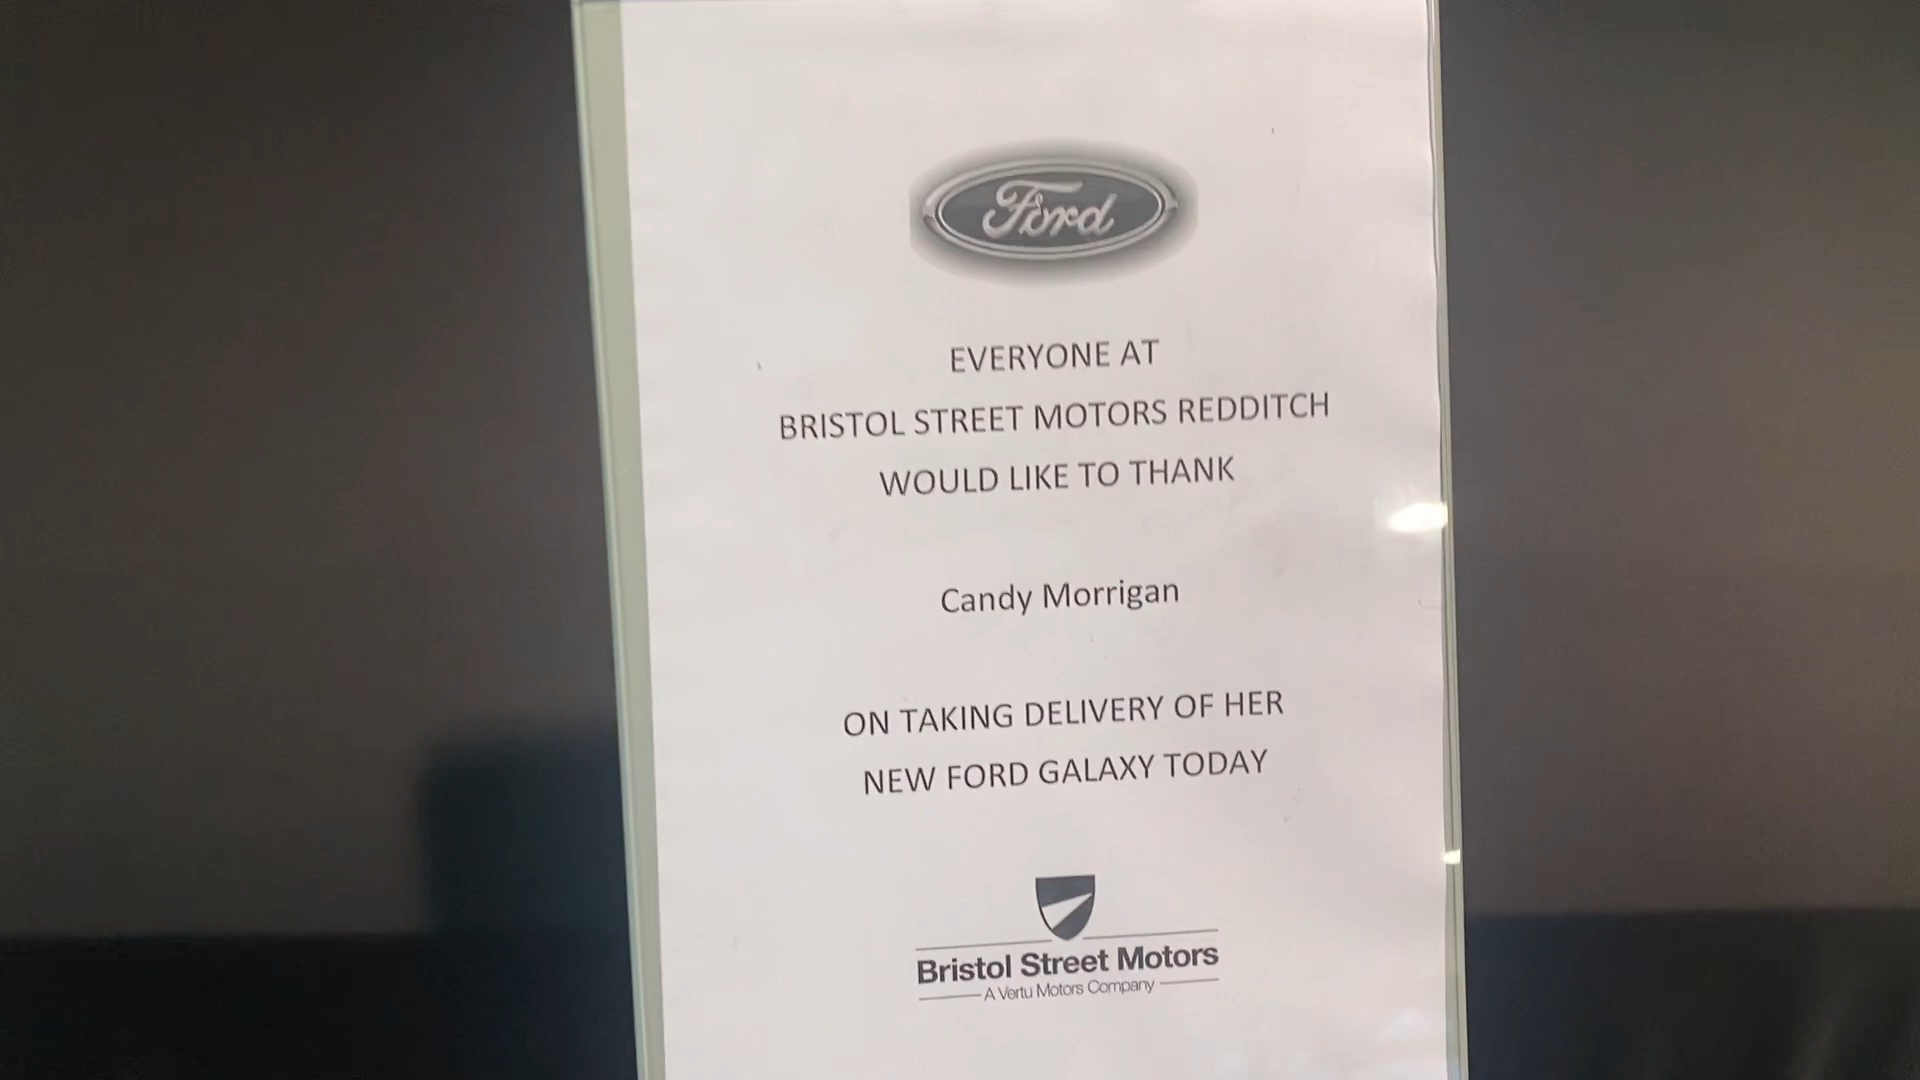 Ford
EVERYONE AT
BRISTOL STREET MOTORS REDDITCH
WOULD LIKE TO THANK
Candy Morrigan
ON TAKING DELIVERY OF HER
NEW FORD GALAXY TODAY
Bristol Street Motors
A Vertu Motors Company